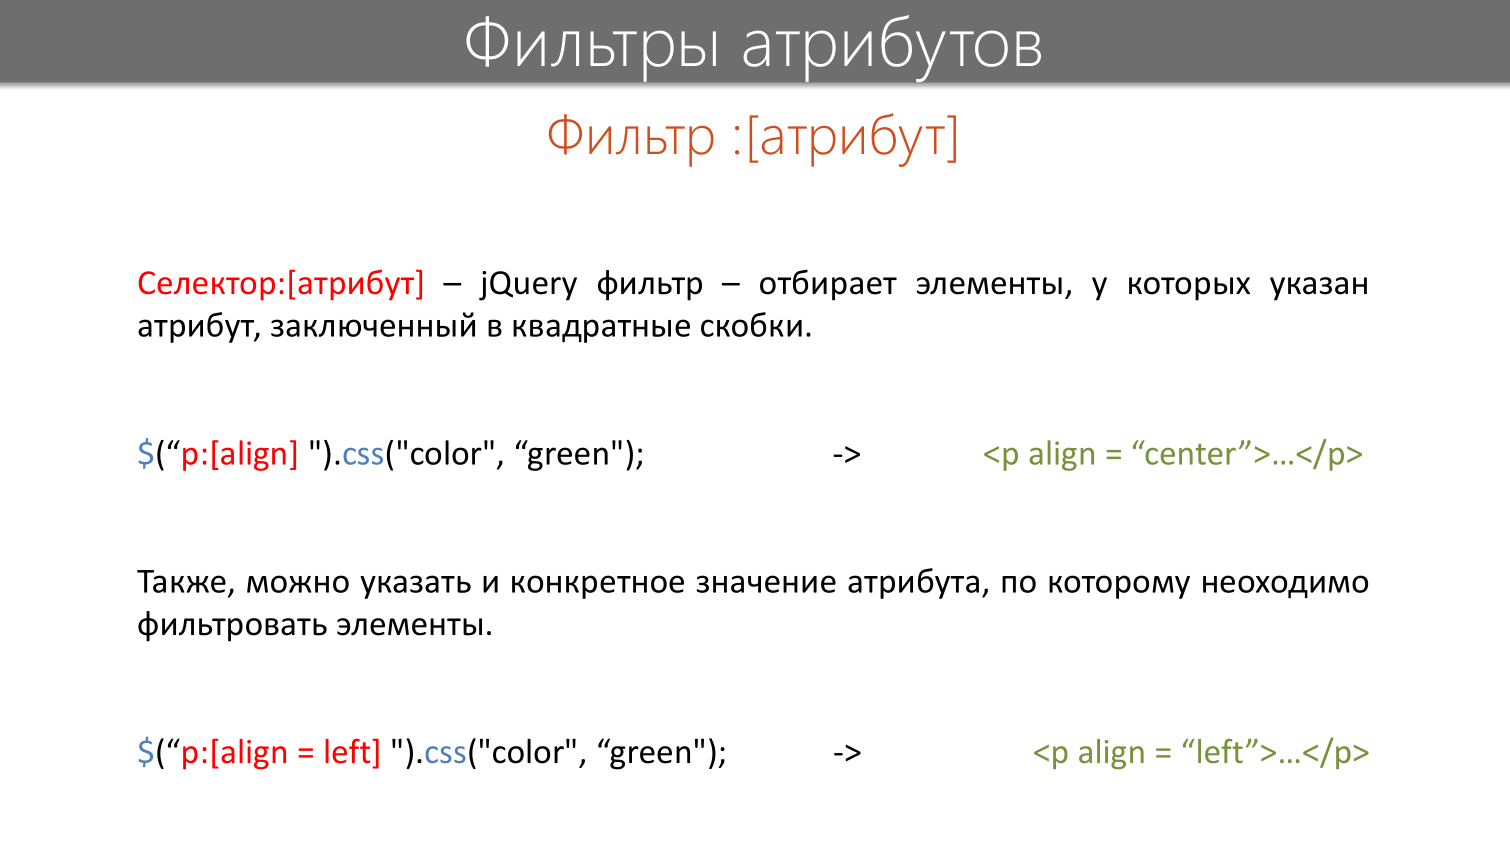 Фильтры атрибутов
Фильтр :[атрибут]
Селектор:[атрибут] – jQuery фильтр – отбирает элементы, у которых указан
атрибут, заключенный в квадратные скобки.
$(“p:[align] ").css("color", “green"); -> <p align = “center”>…</p>
Также, можно указать и конкретное значение атрибута, по которому неоходимо
фильтровать элементы.
$(“p:[align = left] ").css("color", “green"); -> <p align = “left”>…</p>